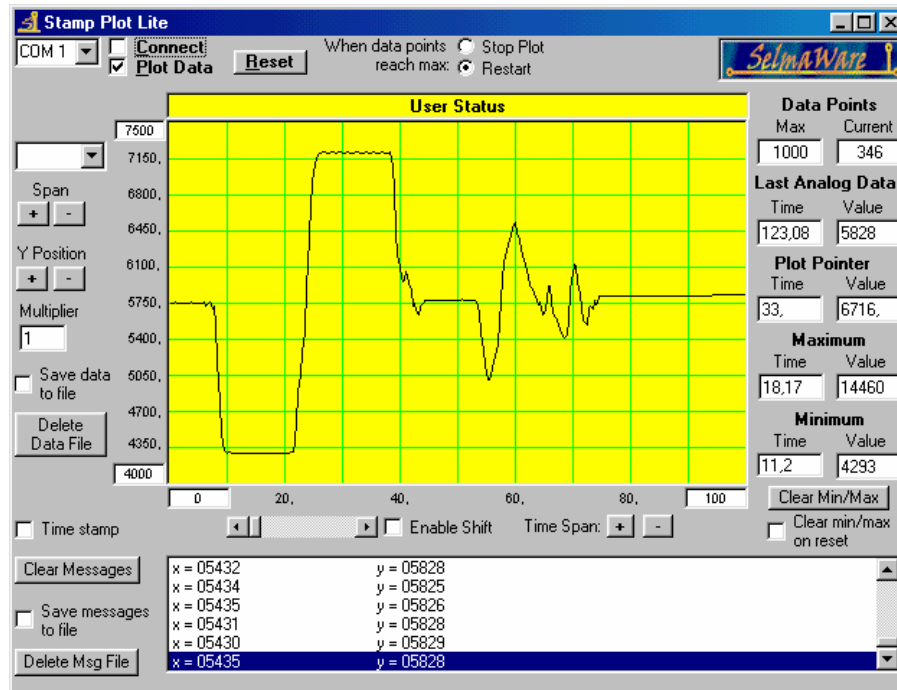 Stamp Plot Lite
COM 1
Connect
Plot Data
Reset
When data points
reach max:
Stop Plot
Restart
SelmaWare
User Status
7500
7150,
6800,
6450,
6100,
5750,
5400,
5050,
4700,
4350,
4000
0
20,
40,
60,
80,
100
Span
+ -
Y Position
+ -
Multiplier
1
Save data
to file
Delete
Data File
Data Points
Max Current
1000 346
Last Analog Data
Time Value
123,08 5828
Plot Pointer
Time Value
33, 6716,
Maximum
Time Value
18,17 14460
Minimum
Time Value
11,2 4293
Clear Min/Max
Clear min/max
on reset
Time stamp
Enable Shift
Time Span: + -
Clear Messages
Save messages
to file
Delete Msg File
x = 05432 y = 05828
x = 05434 y = 05825
x = 05435 y = 05826
x = 05431 y = 05828
x = 05430 y = 05829
x = 05435 y = 05828